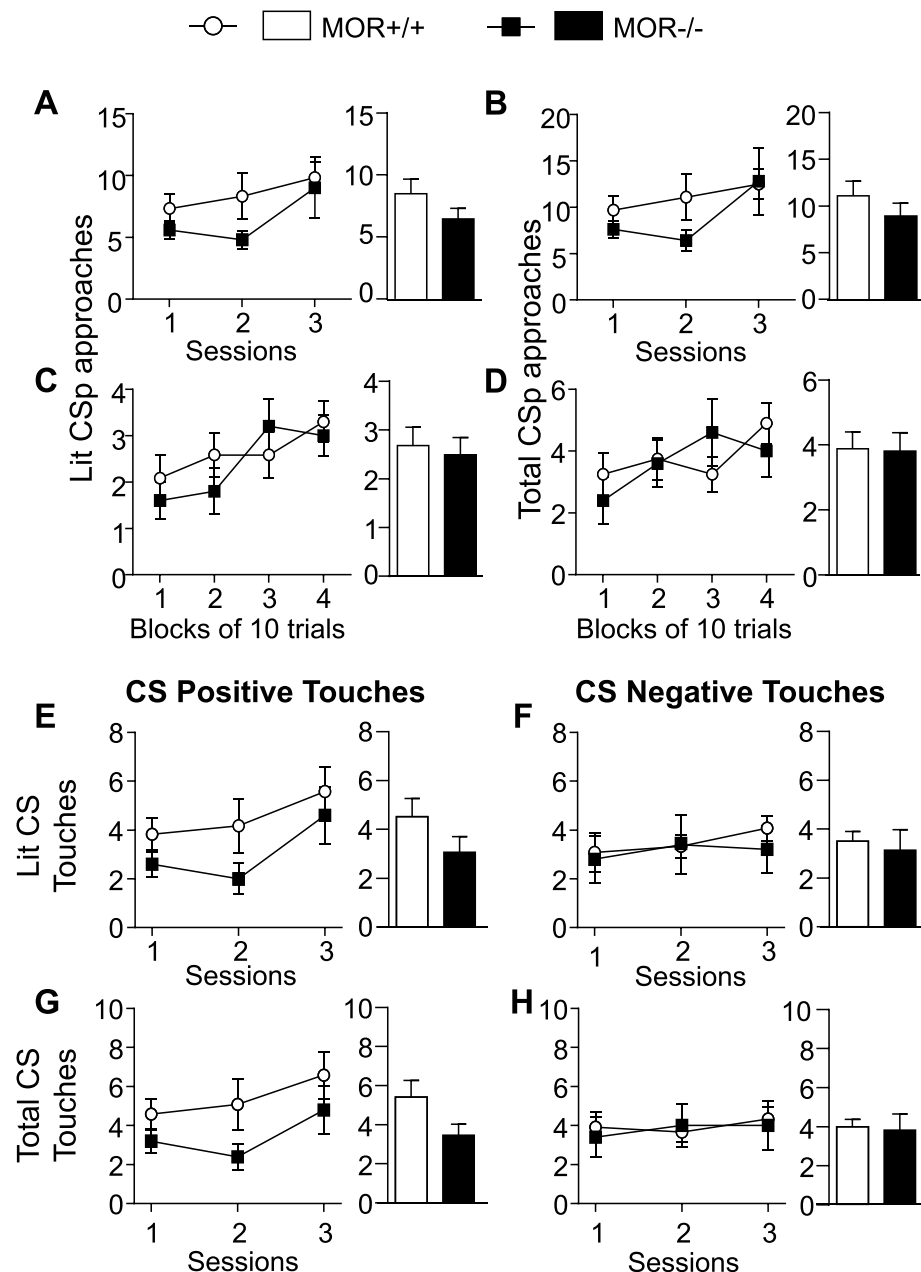 MOR+/+ MOR-/-
A B
15 15 20 20
10 10 15 15
5 5 10 10
0 0 5 5
0 0
1 2 3 1 2 3
Sessions Sessions
Lit CSp approaches
Total CSp approaches
C D
4 4 6 6
3 3 4 4
2 2 2 2
1 1 0 0
0 0
1 2 3 4 1 2 3 4
Blocks of 10 trials Blocks of 10 trials
CS Positive Touches CS Negative Touches
E F
Lit CS
Touches
8 8 8 8
6 6 6 6
4 4 4 4
2 2 2 2
0 0 0 0
1 2 3 1 2 3
Sessions Sessions
G H
Total CS
Touches
10 10 10 10
8 8 8 8
6 6 6 6
4 4 4 4
2 2 2 2
0 0 0 0
1 2 3 1 2 3
Sessions Sessions